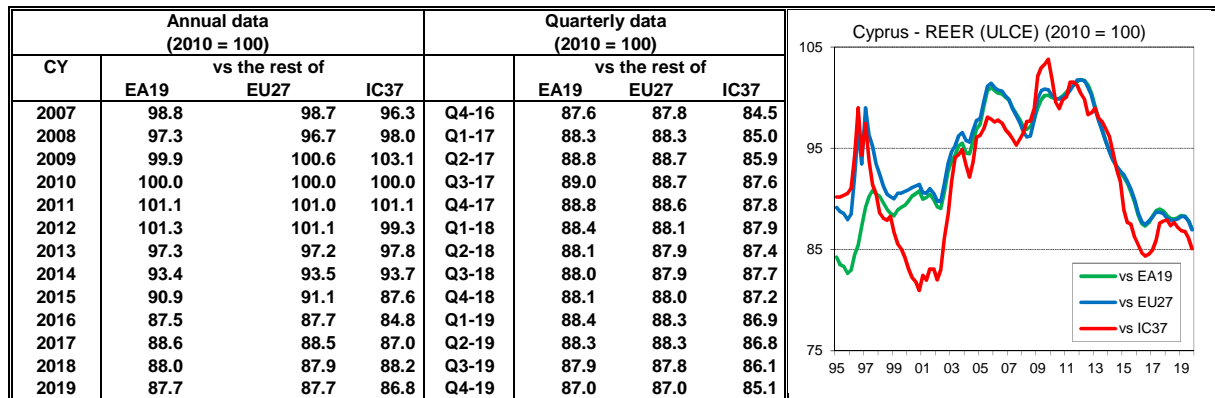 Annual data Quarterly data
(2010 = 100) (2010 = 100)
CY vs the rest of vs the rest of
EA19 EU27 IC37 EA19 EU27 IC37
2007 98.8 98.7 96.3 Q4-16 87.6 87.8 84.5
2008 97.3 96.7 98.0 Q1-17 88.3 88.3 85.0
2009 99.9 100.6 103.1 Q2-17 88.8 88.7 85.9
2010 100.0 100.0 100.0 Q3-17 89.0 88.7 87.6
2011 101.1 101.0 101.1 Q4-17 88.8 88.6 87.8
2012 101.3 101.1 99.3 Q1-18 88.4 88.1 87.9
2013 97.3 97.2 97.8 Q2-18 88.1 87.9 87.4
2014 93.4 93.5 93.7 Q3-18 88.0 87.9 87.7
2015 90.9 91.1 87.6 Q4-18 88.1 88.0 87.2
2016 87.5 87.7 84.8 Q1-19 88.4 88.3 86.9
2017 88.6 88.5 87.0 Q2-19 88.3 88.3 86.8
2018 88.0 87.9 88.2 Q3-19 87.9 87.8 86.1
2019 87.7 87.7 86.8 Q4-19 87.0 87.0 85.1
Cyprus - REER (ULCE) (2010 = 100)
105
95
85
75
vs EA19
vs EU27
vs IC37
95 97 99 01 03 05 07 09 11 13 15 17 19